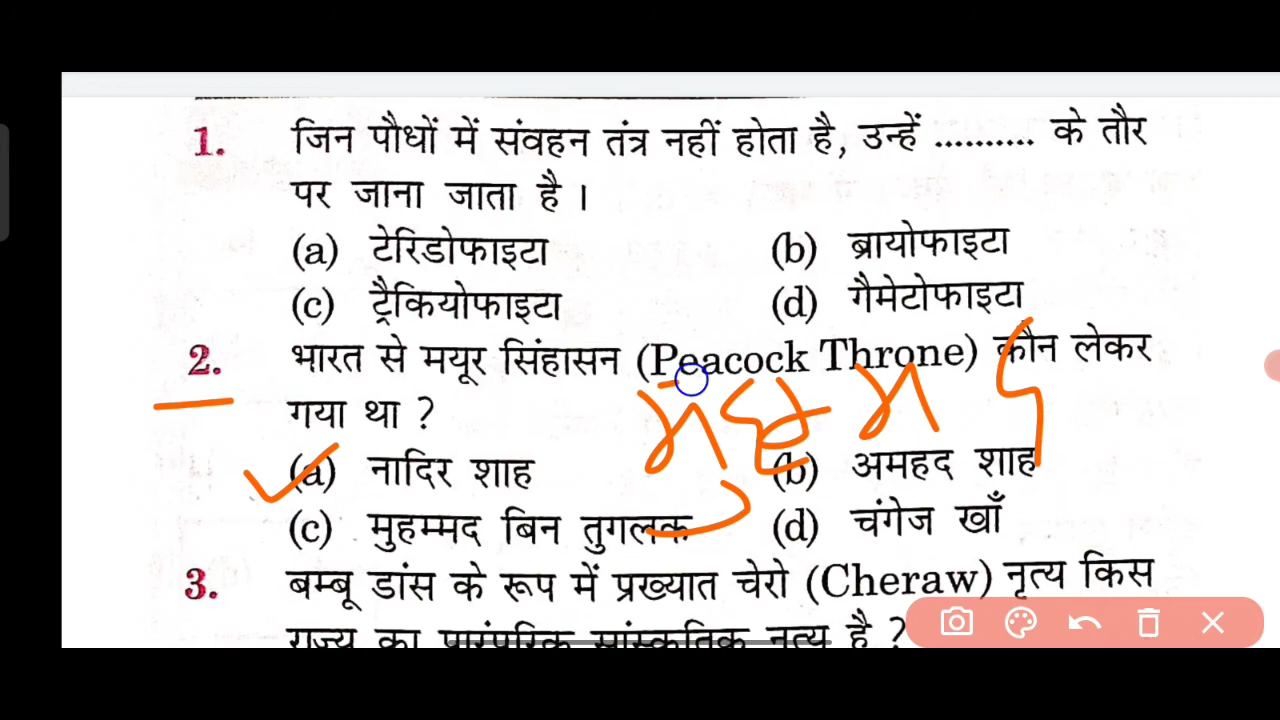 1. जिन पौधों में संवहन तंत्र नहीं होता है, उन्हें .......... के तौर
पर जाना जाता है ।
(a) टेरिडोफाइटा (b) ब्रायोफाइटा
(c) ट्रैकियोफाइटा (d) गैमेटोफाइटा
2. भारत से मयूर सिंहासन (Peacock Throne) कौन लेकर
गया था ?
(a) नादिर शाह (b) अमहद शाह
(c) मुहम्मद बिन तुगलक (d) चंगेज खाँ
3. बम्बू डांस के रूप में प्रख्यात चेरो (Cheraw) नृत्य किस
राज्य का पारंपरिक सांस्कृतिक नृत्य है ?